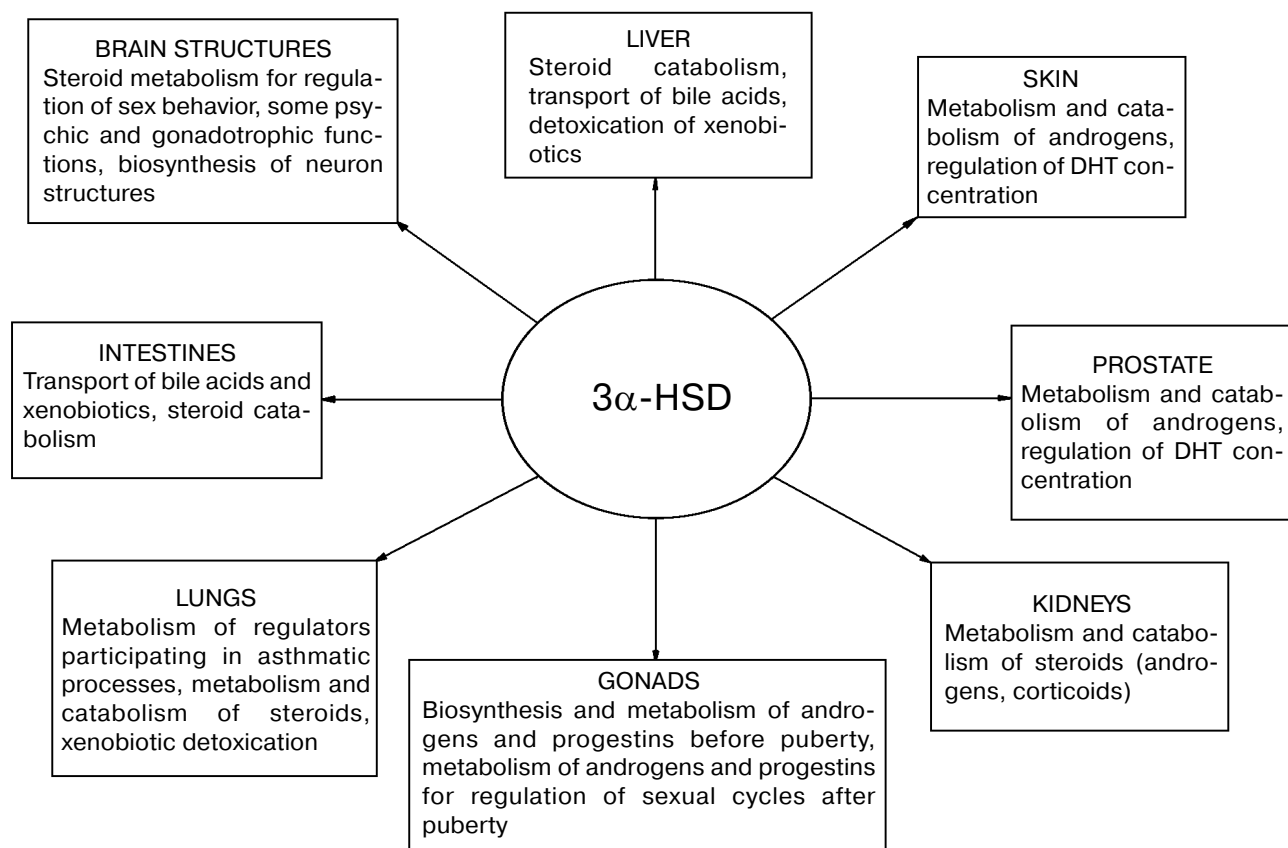 BRAIN STRUCTURES
Steroid metabolism for regula-
tion of sex behavior, some psy-
chic and gonadotrophic func-
tions, biosynthesis of neuron
structures
LIVER
Steroid catabolism,
transport of bile acids,
detoxication of xenobi-
otics
SKIN
Metabolism and cata-
bolism of androgens,
regulation of DHT con-
centration
INTESTINES
Transport of bile acids and
xenobiotics, steroid cata-
bolism
3α-HSD
PROSTATE
Metabolism and catab-
olism of androgens,
regulation of DHT con-
centration
LUNGS
Metabolism of regulators
participating in asthmatic
processes, metabolism and
catabolism of steroids,
xenobiotic detoxication
GONADS
Biosynthesis and metabolism of andro-
gens and progestins before puberty,
metabolism of androgens and progestins
for regulation of sexual cycles after
puberty
KIDNEYS
Metabolism and catabo-
lism of steroids (andro-
gens, corticoids)